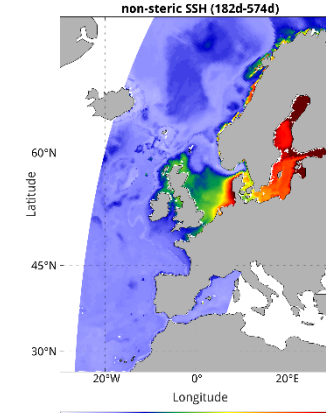 non-steric SSH (182d-574d)
60°N
Latitude
45°N
30°N
20°W 0° 20°E
Longitude